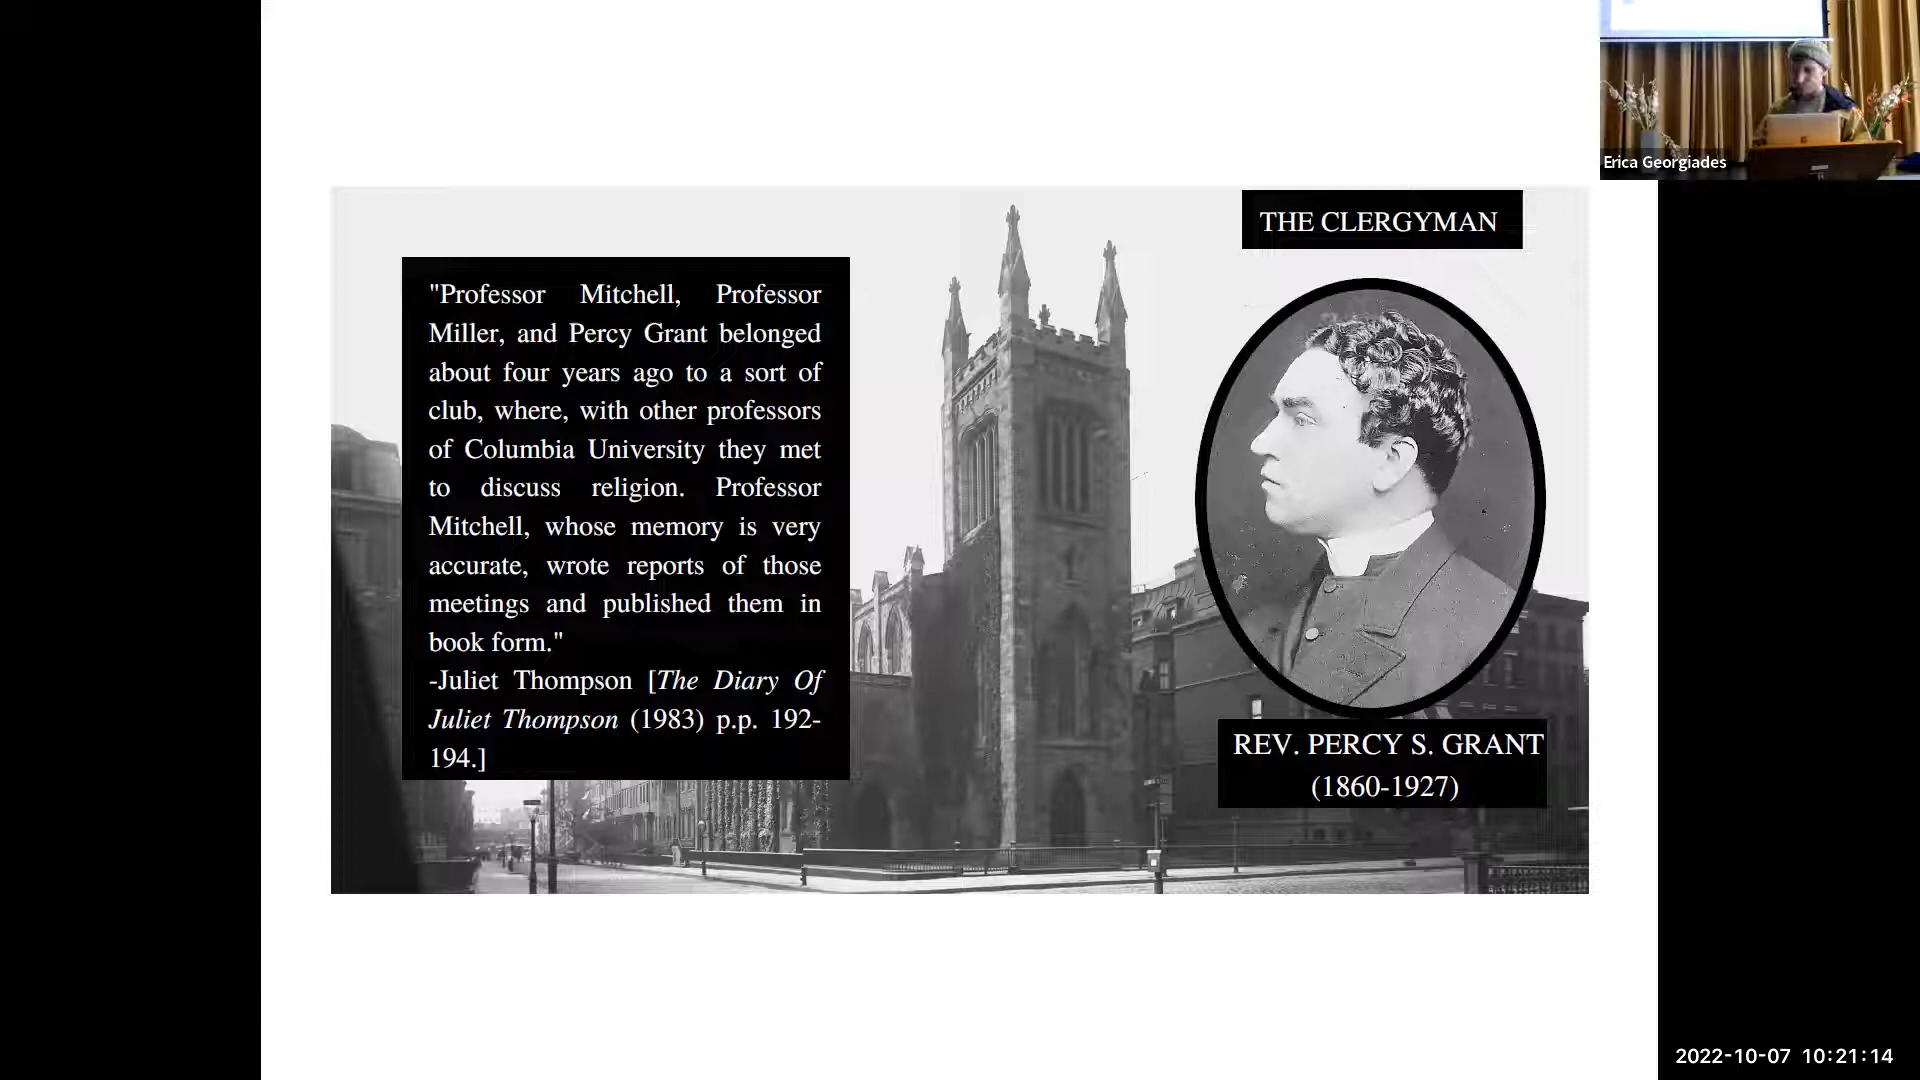 Erica Georgiades
THE CLERGYMAN
"Professor Mitchell, Professor
Miller, and Percy Grant belonged
about four years ago to a sort of
club, where, with other professors
of Columbia University they met
to discuss religion. Professor
Mitchell, whose memory is very
accurate, wrote reports of those
meetings and published them in
book form."
-Juliet Thompson [The Diary Of
Juliet Thompson (1983) p.p. 192-
194.]
REV. PERCY S. GRANT
(1860-1927)
2022-10-07 10:21:14